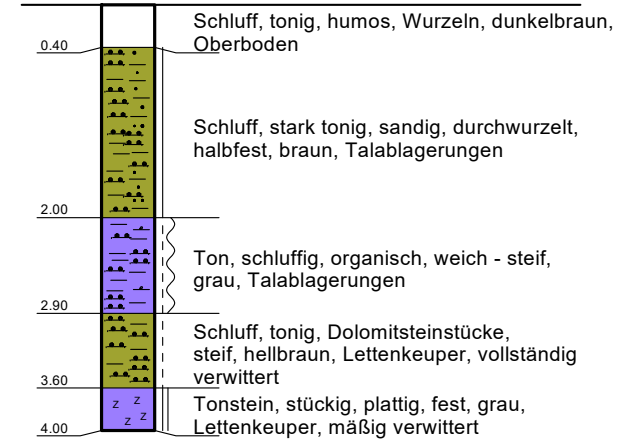 Schluff, tonig, humos, Wurzeln, dunkelbraun,
Oberboden
0.40
Schluff, stark tonig, sandig, durchwurzelt,
halbfest, braun, Talablagerungen
2.00
Ton, schluffig, organisch, weich - steif,
grau, Talablagerungen
2.90
Schluff, tonig, Dolomitsteinstücke,
steif, hellbraun, Lettenkeuper, vollständig
verwittert
3.60
Tonstein, stückig, plattig, fest, grau,
Lettenkeuper, mäßig verwittert
z z
z z
4.00